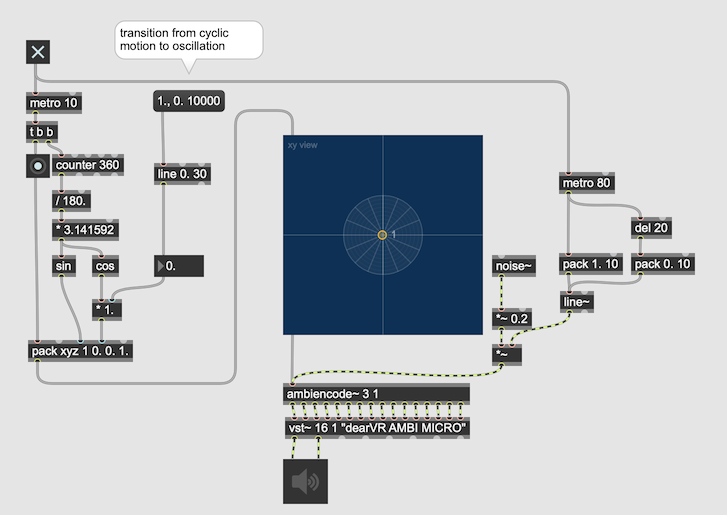 transition from cyclic
motion to oscillation
metro 10
1., 0. 10000
t b b
xy view
counter 360
line 0. 30
metro 80
/ 180.
* 3.141592
del 20
1
sin
cos
0.
noise~
pack 1. 10
pack 0. 10
* 1.
line~
*~ 0.2
pack xyz 1 0. 0. 1.
*~
ambiencode~ 3 1
vst~ 16 1 "dearVR AMBI MICRO"